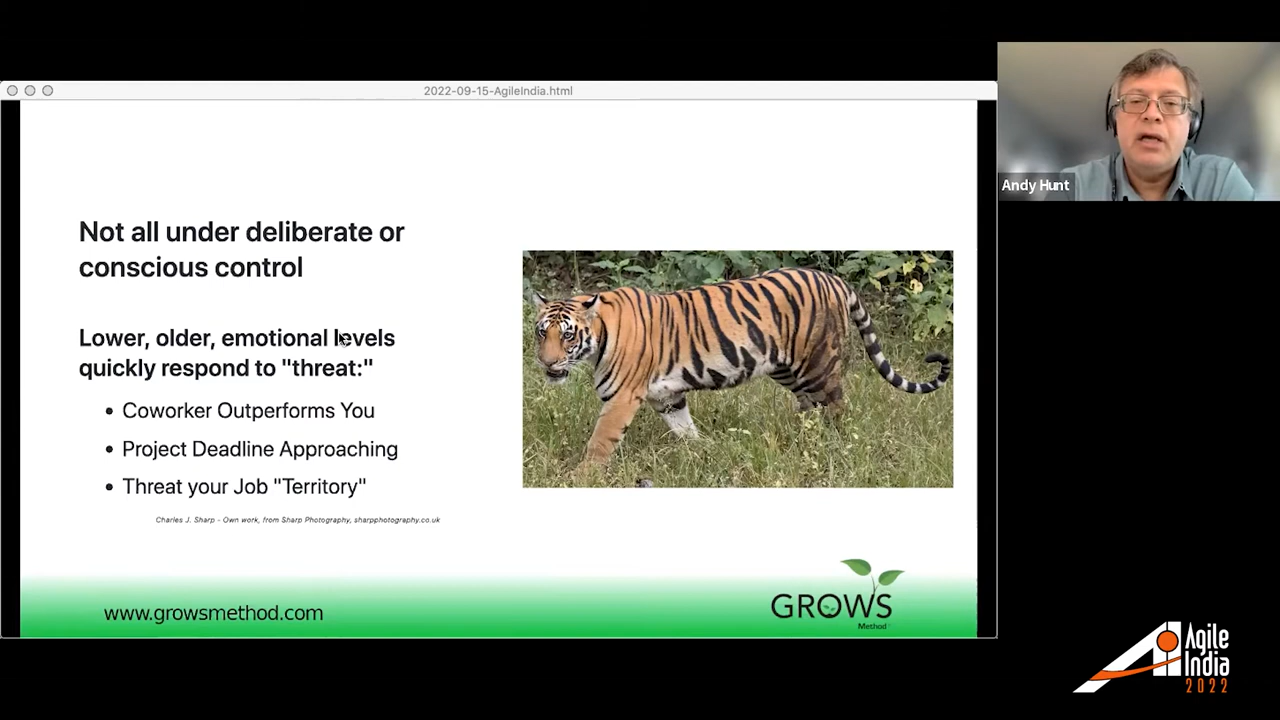 2022-09-15-AgileIndia.html
Not all under deliberate or
conscious control
Lower, older, emotional levels
quickly respond to "threat:"
• Coworker Outperforms You
• Project Deadline Approaching
• Threat your Job "Territory"
Charles J. Sharp - Own work, from Sharp Photography, sharpphotography.co.uk
www.growsmethod.com
GROWS
Method
Andy Hunt
Agile
India
2022